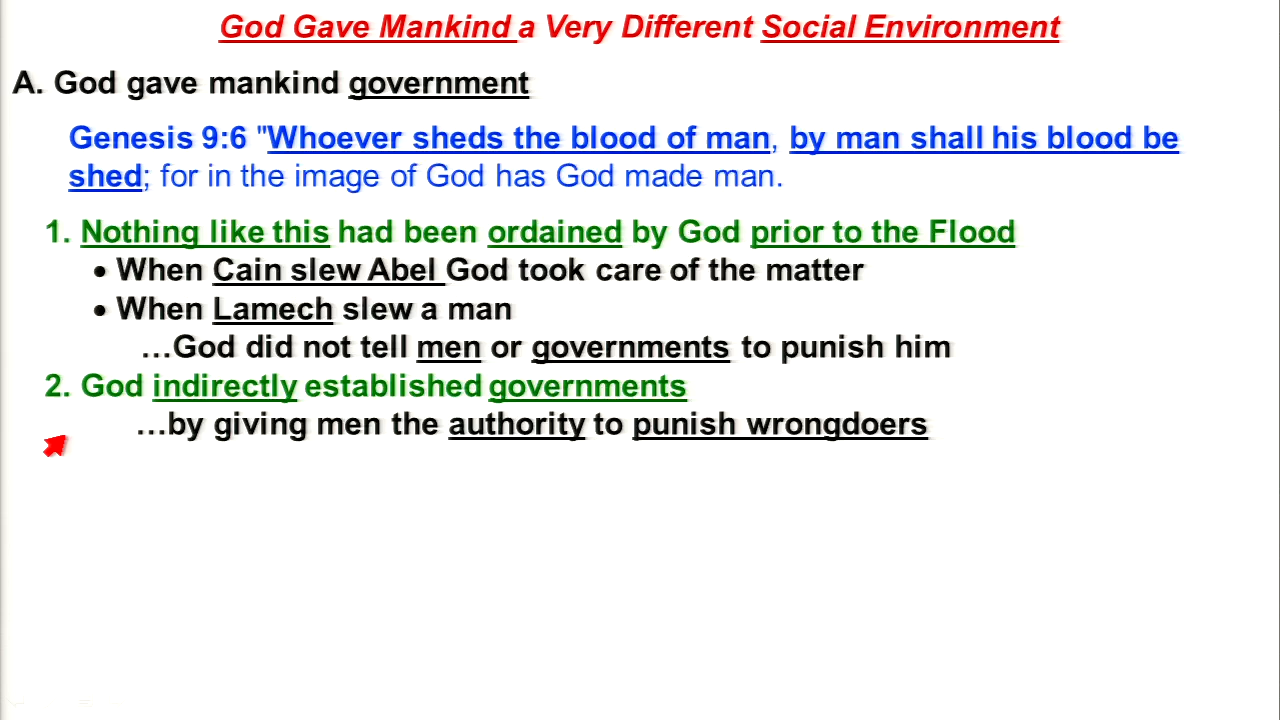 God Gave Mankind a Very Different Social Environment
A. God gave mankind government
Genesis 9:6 "Whoever sheds the blood of man, by man shall his blood be
shed; for in the image of God has God made man.
1. Nothing like this had been ordained by God prior to the Flood
• When Cain slew Abel God took care of the matter
• When Lamech slew a man
…God did not tell men or governments to punish him
2. God indirectly established governments
…by giving men the authority to punish wrongdoers